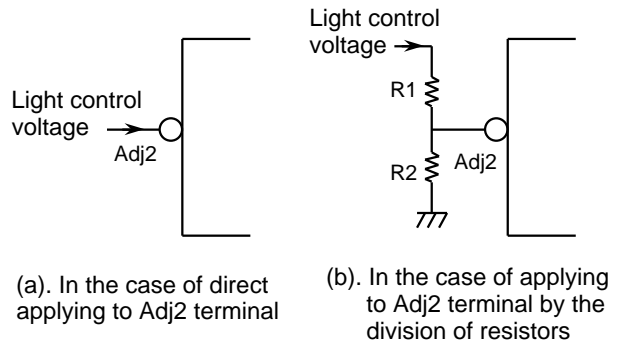 Light control
voltage
Adj2
(a). In the case of direct
applying to Adj2 terminal
Light control
voltage
R1
R2
Adj2
(b). In the case of applying
to Adj2 terminal by the
division of resistors